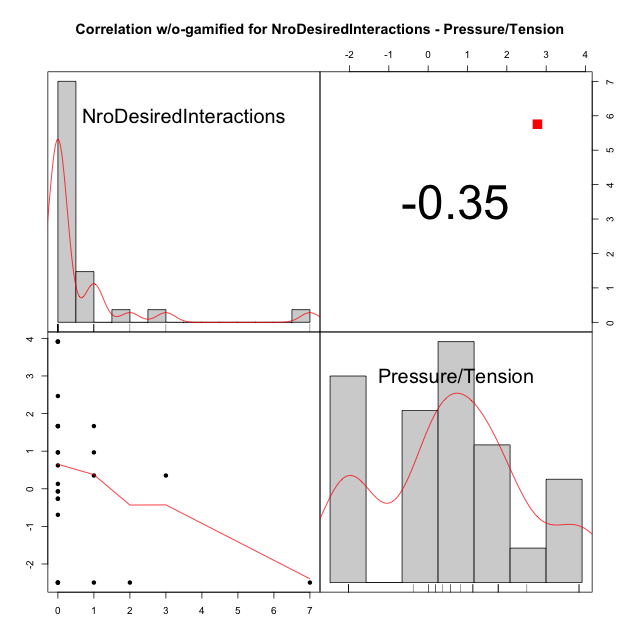 Correlation w/o-gamified for NroDesiredInteractions - Pressure/Tension
-2 -1 0 1 2 3 4
NroDesiredInteractions
-0.35
0 1 2 3 4 5 6 7
Pressure/Tension
-2 -1 0 1 2 3 4
0 1 2 3 4 5 6 7